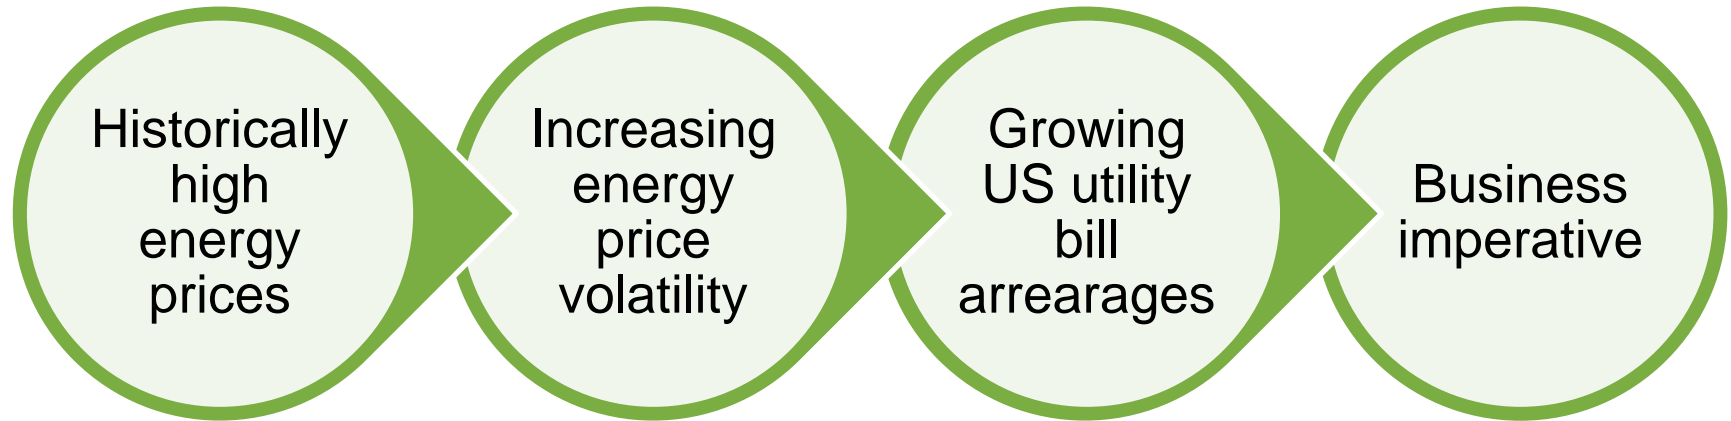 Historically
high
energy
prices
Increasing
energy
price
volatility
Growing
US utility
bill
arrearages
Business
imperative